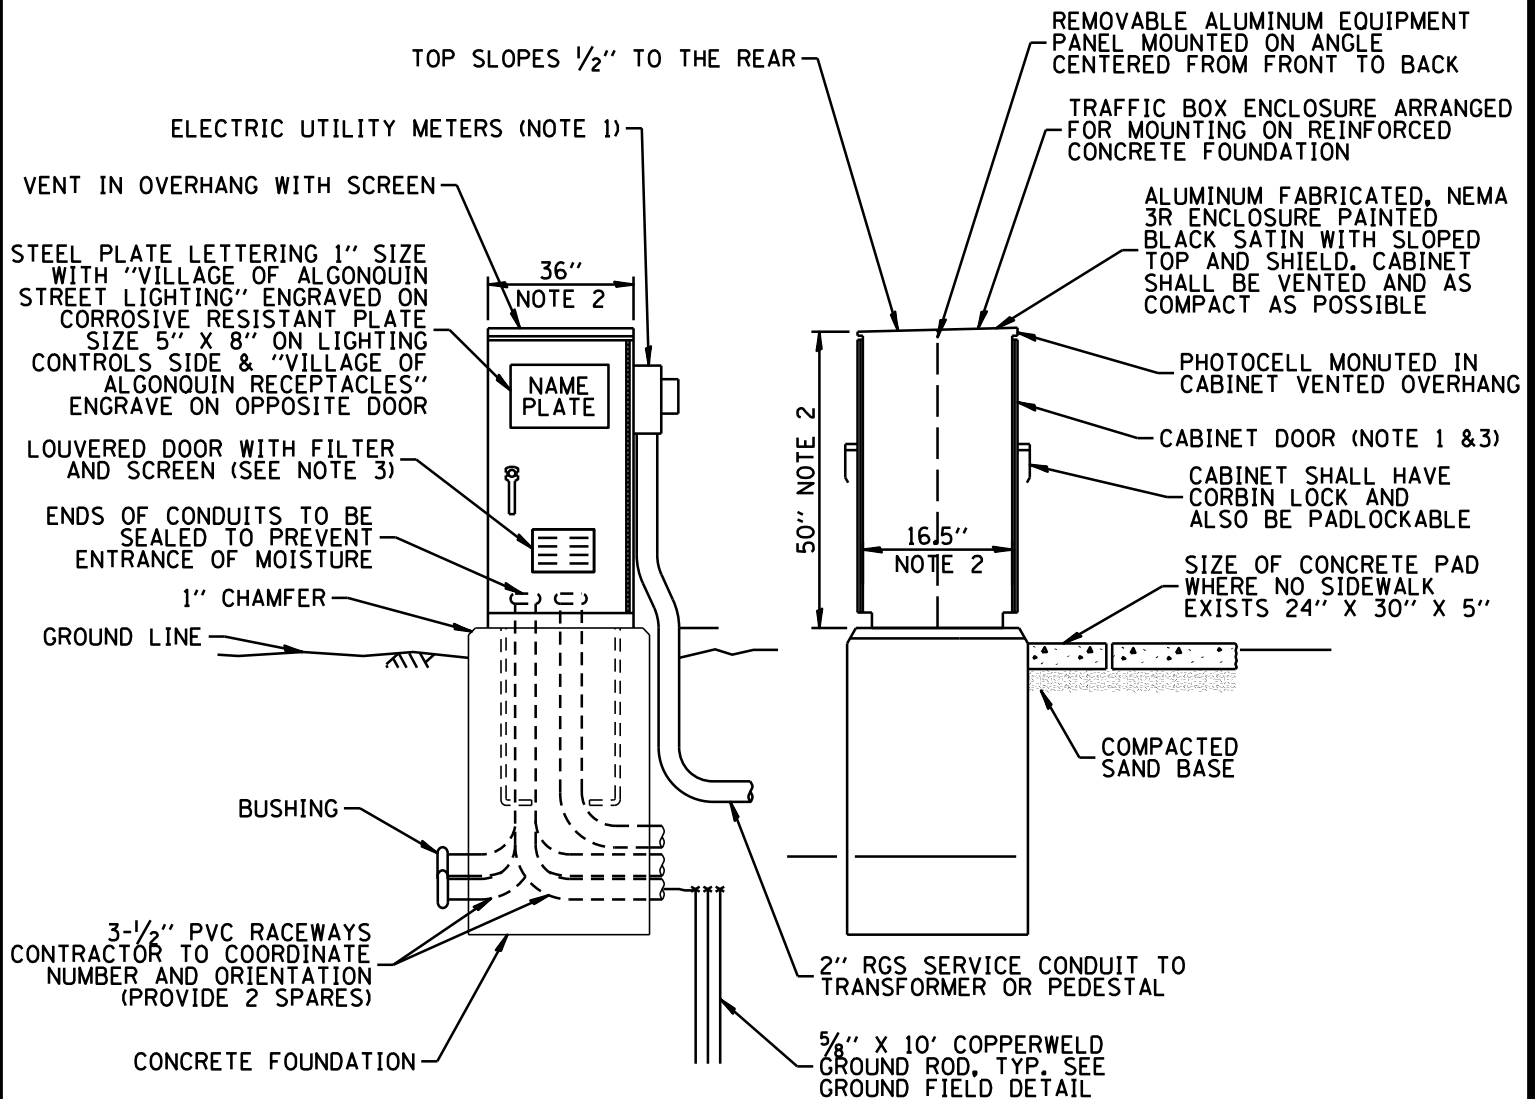 TOP SLOPES 1/2" TO THE REAR
REMOVABLE ALUMINUM EQUIPMENT
PANEL MOUNTED ON ANGLE
CENTERED FROM FRONT TO BACK
ELECTRIC UTILITY METERS (NOTE 1)
TRAFFIC BOX ENCLOSURE ARRANGED
FOR MOUNTING ON REINFORCED
CONCRETE FOUNDATION
VENT IN OVERHANG WITH SCREEN
ALUMINUM FABRICATED, NEMA
3R ENCLOSURE PAINTED
BLACK SATIN WITH SLOPED
TOP AND SHIELD. CABINET
SHALL BE VENTED AND AS
COMPACT AS POSSIBLE
STEEL PLATE LETTERING 1" SIZE
WITH "VILLAGE OF ALGONQUIN
STREET LIGHTING" ENGRAVED ON
CORROSIVE RESISTANT PLATE
SIZE 5" X 8" ON LIGHTING
CONTROLS SIDE & "VILLAGE OF
ALGONQUIN RECEPTACLES"
ENGRAVE ON OPPOSITE DOOR
36"
NOTE 2
NAME
PLATE
PHOTOCELL MONUTED IN
CABINET VENTED OVERHANG
50" NOTE 2
CABINET DOOR (NOTE 1 &3)
LOUVERED DOOR WITH FILTER
AND SCREEN (SEE NOTE 3)
CABINET SHALL HAVE
CORBIN LOCK AND
ALSO BE PADLOCKABLE
16.5"
NOTE 2
ENDS OF CONDUITS TO BE
SEALED TO PREVENT
ENTRANCE OF MOISTURE
SIZE OF CONCRETE PAD
WHERE NO SIDEWALK
EXISTS 24" X 30" X 5"
1" CHAMFER
GROUND LINE
COMPACTED
SAND BASE
BUSHING
3-1/2" PVC RACEWAYS
CONTRACTOR TO COORDINATE
NUMBER AND ORIENTATION
(PROVIDE 2 SPARES)
2" RGS SERVICE CONDUIT TO
TRANSFORMER OR PEDESTAL
CONCRETE FOUNDATION
5/8" X 10' COPPERWELD
GROUND ROD, TYP. SEE
GROUND FIELD DETAIL